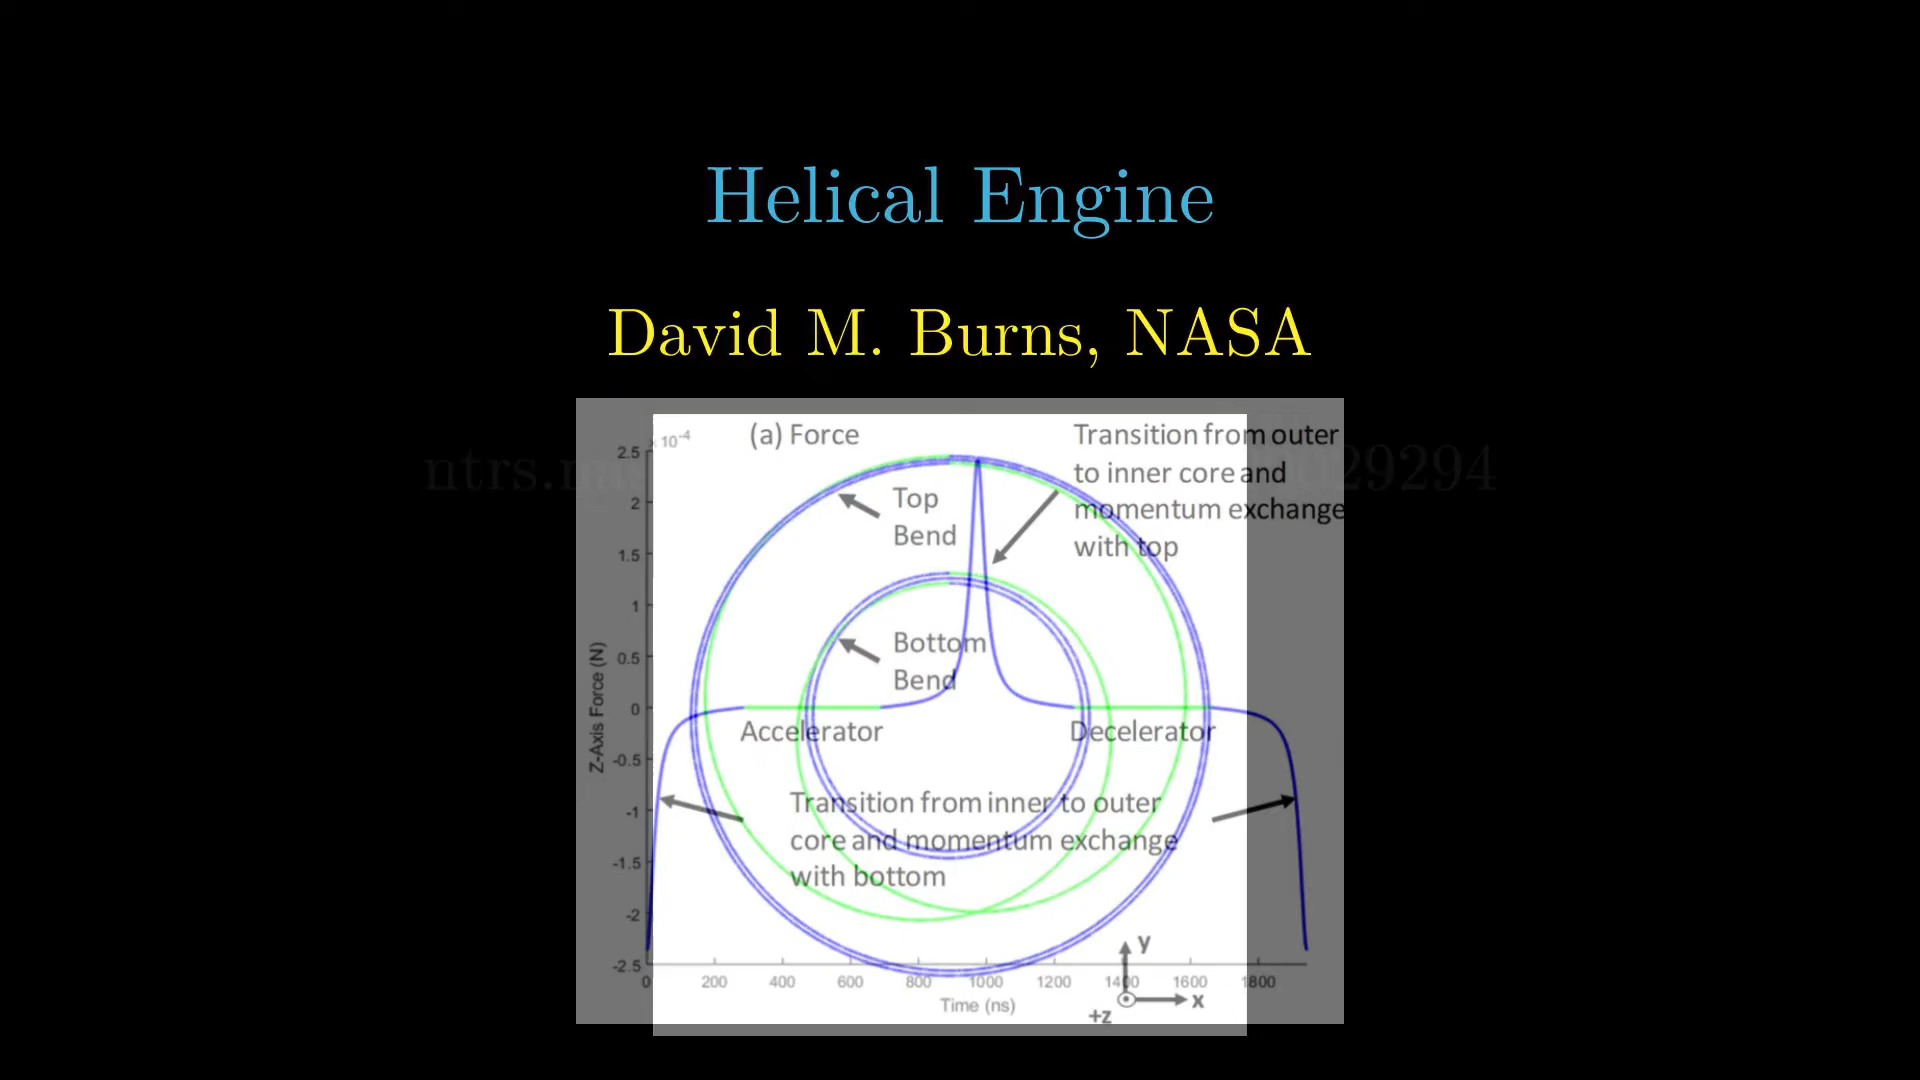 Helical Engine
David M. Burns, NASA
ntrs.na
029294
(a) Force
Transition from outer
to inner core and
momentum exchange
with top
Top
Bend
Bottom
Bend
Accelerator
Decelerator
Transition from inner to outer
core and momentum exchange
with bottom
x 10-4
2.5
2
1.5
1
0.5
0
-0.5
-1
-1.5
-2
-2.5
Z-Axis Force (N)
0 200 400 600 800 1000 1200 1400 1600 1800
Time (ns)
y
x
+z